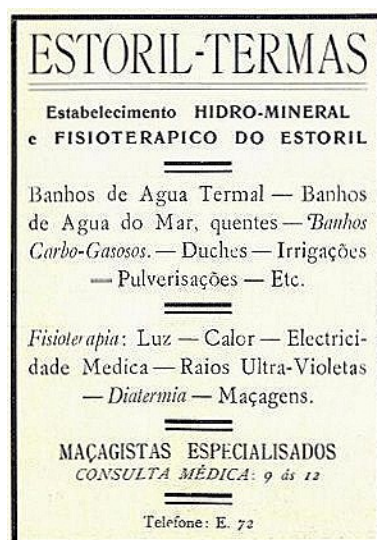 ESTORIL-TERMAS
Estabelecimento HIDRO-MINERAL
e FISIOTERAPICO DO ESTORIL
Banhos de Agua Termal — Banhos
de Agua do Mar, quentes — Banhos
Carbo-Gasosos. — Duches — Irrigações
— Pulverisações — Etc.
Fisioterapia: Luz — Calor — Electrici-
dade Medica — Raios Ultra-Violetas
— Diatermia — Maçagens.
MAÇAGISTAS ESPECIALISADOS
CONSULTA MÉDICA: 9 ás 12
Telefone: E. 72